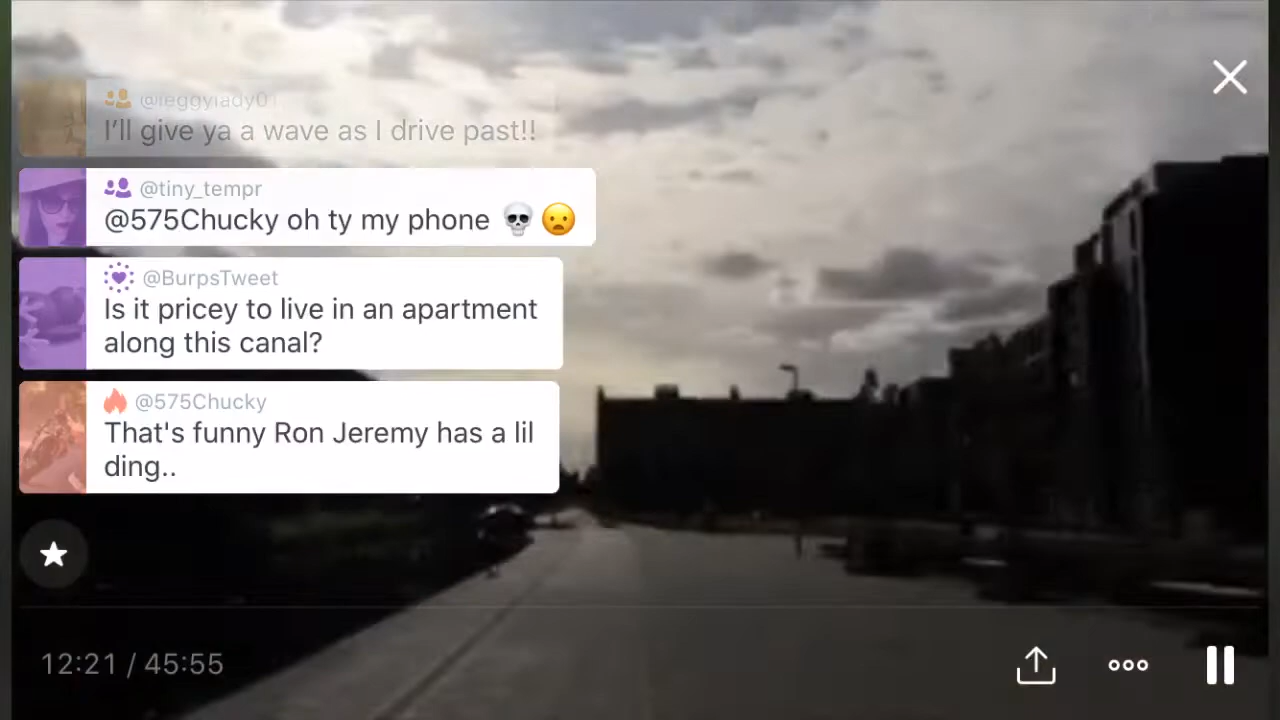 @leggylady01
I'll give ya a wave as I drive past!!
@tiny_tempr
@575Chucky oh ty my phone 💀😦
@BurpsTweet
Is it pricey to live in an apartment
along this canal?
@575Chucky
That's funny Ron Jeremy has a lil
ding..
12:21 / 45:55